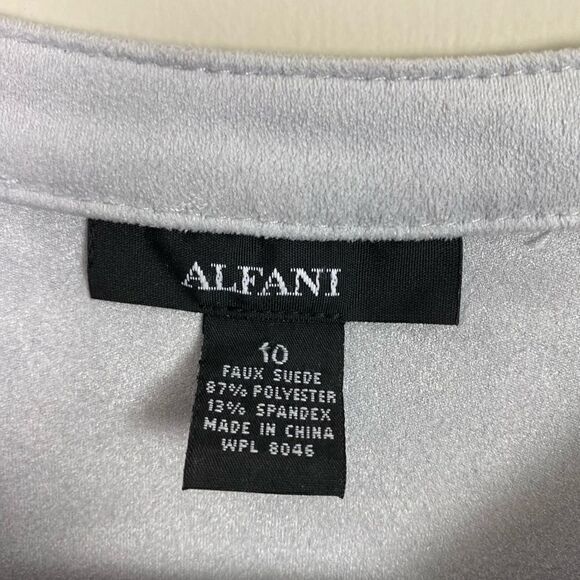 ALFANI
10
FAUX SUEDE
87% POLYESTER
13% SPANDEX
MADE IN CHINA
WPL 8046